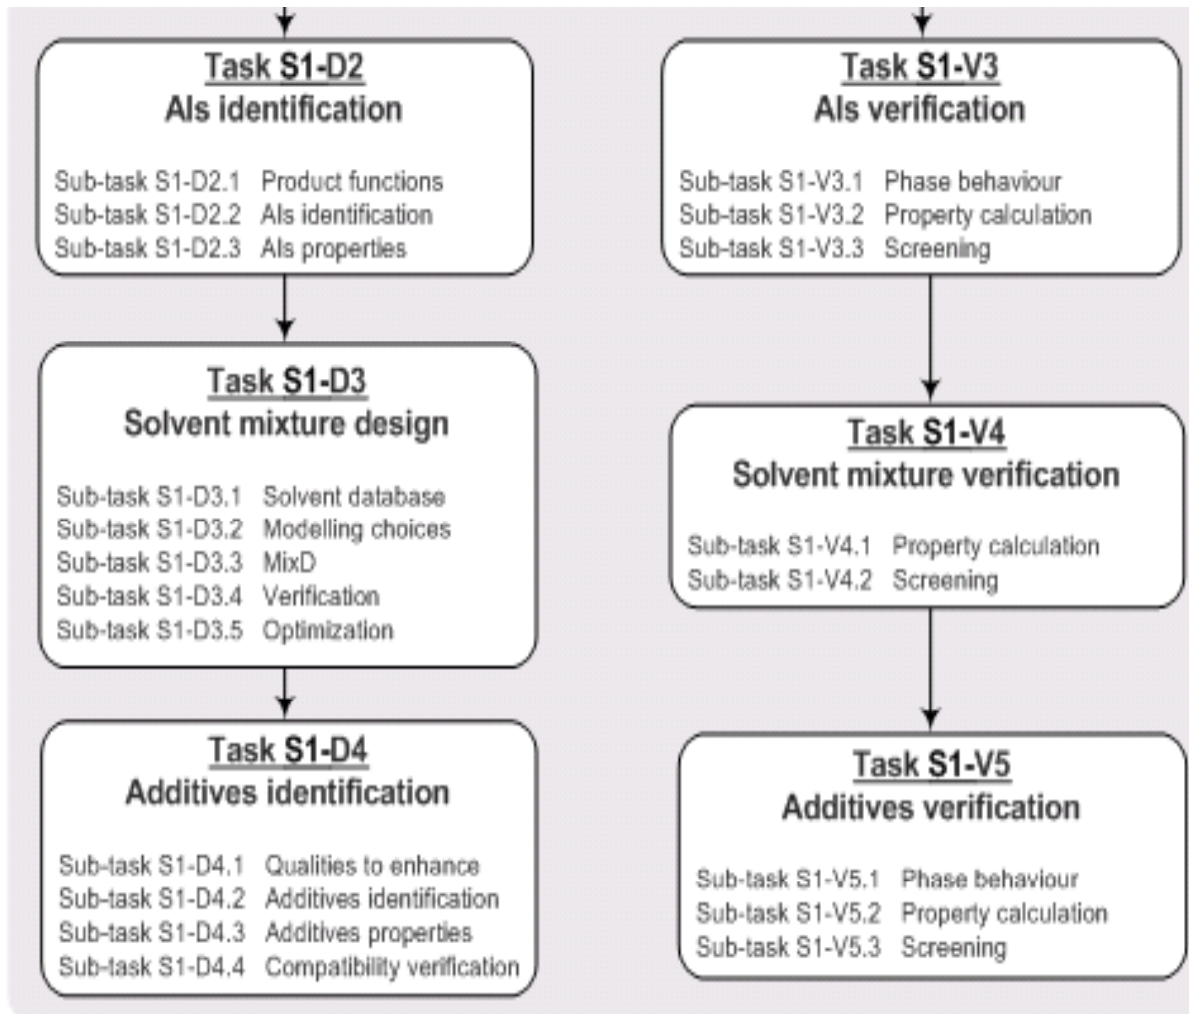 Task S1-D2
AIs identification
Sub-task S1-D2.1 Product functions
Sub-task S1-D2.2 AIs identification
Sub-task S1-D2.3 AIs properties
Task S1-D3
Solvent mixture design
Sub-task S1-D3.1 Solvent database
Sub-task S1-D3.2 Modelling choices
Sub-task S1-D3.3 MixD
Sub-task S1-D3.4 Verification
Sub-task S1-D3.5 Optimization
Task S1-D4
Additives identification
Sub-task S1-D4.1 Qualities to enhance
Sub-task S1-D4.2 Additives identification
Sub-task S1-D4.3 Additives properties
Sub-task S1-D4.4 Compatibility verification
Task S1-V3
AIs verification
Sub-task S1-V3.1 Phase behaviour
Sub-task S1-V3.2 Property calculation
Sub-task S1-V3.3 Screening
Task S1-V4
Solvent mixture verification
Sub-task S1-V4.1 Property calculation
Sub-task S1-V4.2 Screening
Task S1-V5
Additives verification
Sub-task S1-V5.1 Phase behaviour
Sub-task S1-V5.2 Property calculation
Sub-task S1-V5.3 Screening